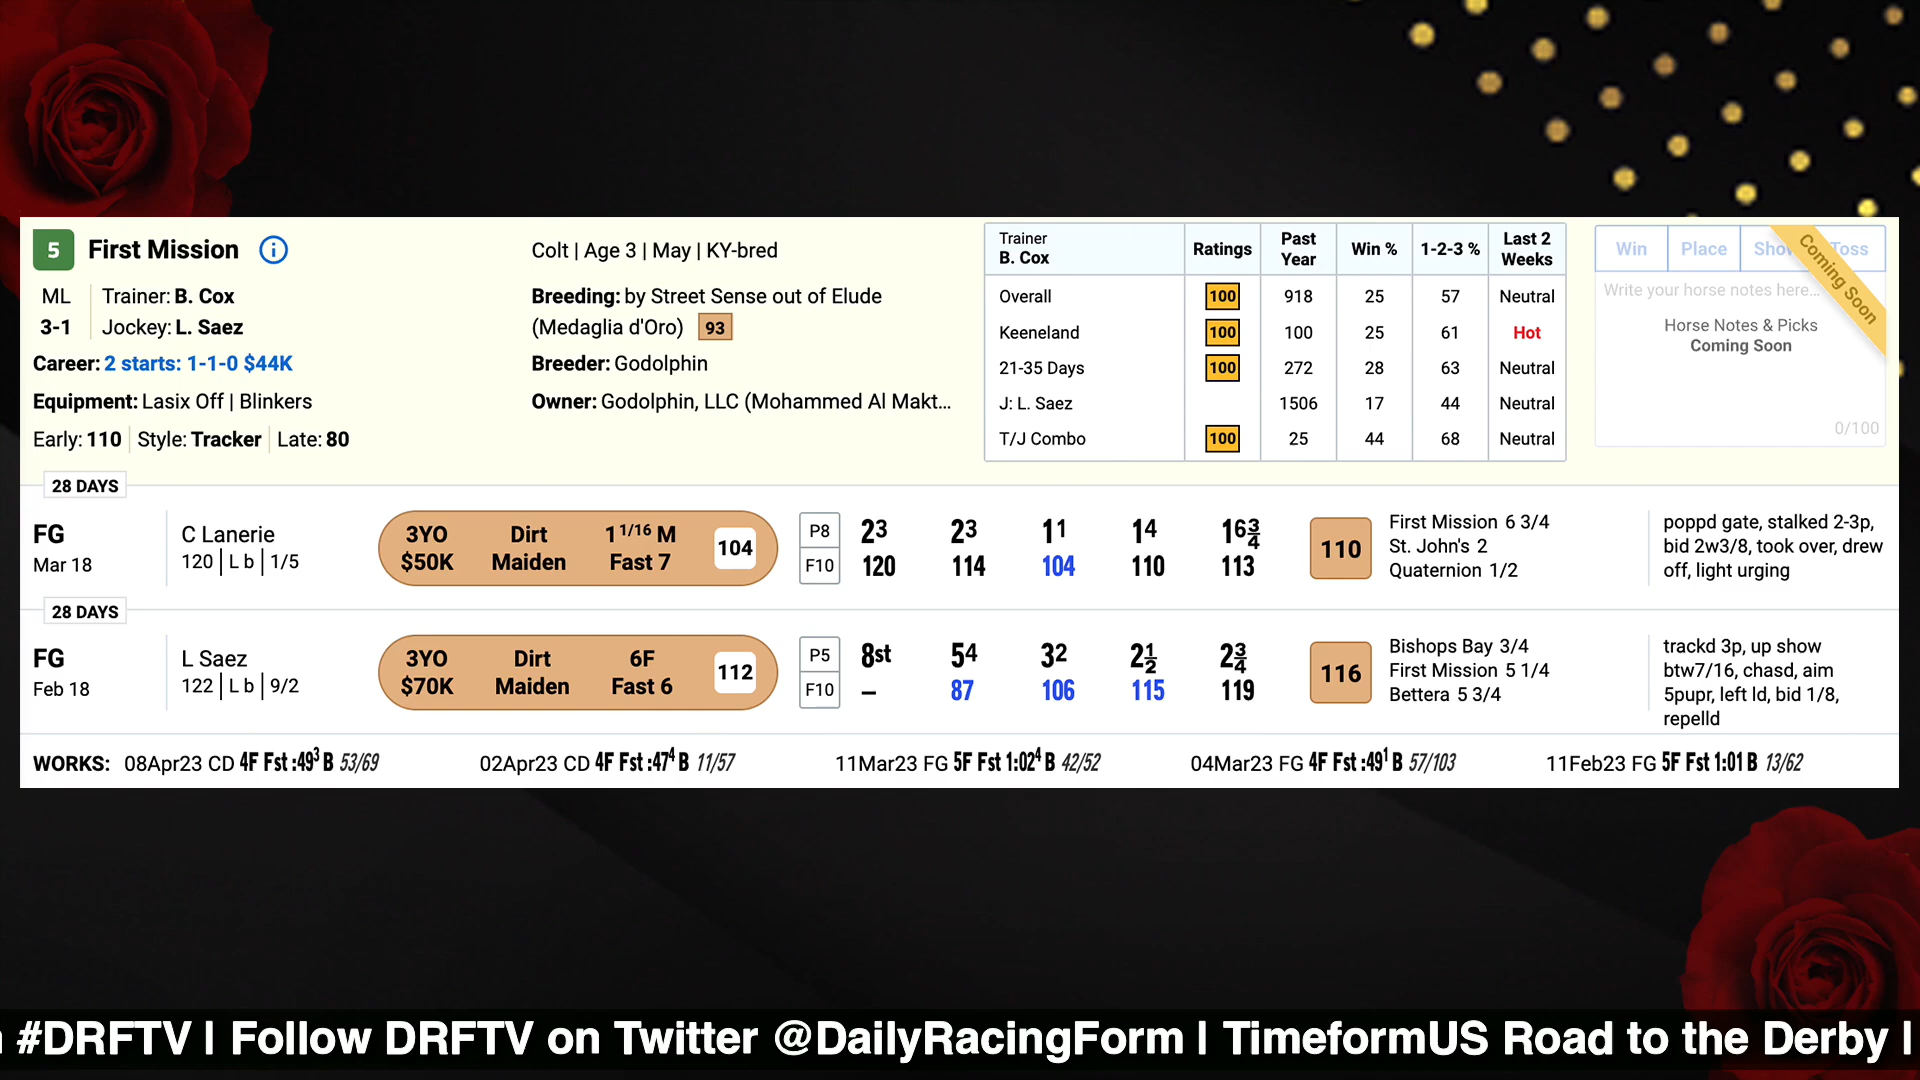 5 First Mission i
ML Trainer: B. Cox
3-1 Jockey: L. Saez
Career: 2 starts: 1-1-0 $44K
Equipment: Lasix Off | Blinkers
Early: 110 Style: Tracker Late: 80
Colt | Age 3 | May | KY-bred
Breeding: by Street Sense out of Elude
(Medaglia d'Oro) 93
Breeder: Godolphin
Owner: Godolphin, LLC (Mohammed Al Makt...
Trainer B. Cox Ratings Past Year Win % 1-2-3 % Last 2 Weeks
Overall 100 918 25 57 Neutral
Keeneland 100 100 25 61 Hot
21-35 Days 100 272 28 63 Neutral
J: L. Saez 1506 17 44 Neutral
T/J Combo 100 25 44 68 Neutral
Win Place Show Toss
Coming Soon
Write your horse notes here...
Horse Notes & Picks
Coming Soon
0/100
28 DAYS
FG
Mar 18
C Lanerie
120 | L b | 1/5
3YO Dirt 1 1/16 M
$50K Maiden Fast 7
104
P8
F10
2³ 2³ 1¹ 1⁴ 1⁶¾
120 114 104 110 113
110
First Mission 6 3/4
St. John's 2
Quaternion 1/2
poppd gate, stalked 2-3p,
bid 2w3/8, took over, drew
off, light urging
28 DAYS
FG
Feb 18
L Saez
122 | L b | 9/2
3YO Dirt 6F
$70K Maiden Fast 6
112
P5
F10
8st 5⁴ 3² 2½ 2¾
– 87 106 115 119
116
Bishops Bay 3/4
First Mission 5 1/4
Bettera 5 3/4
trackd 3p, up show
btw7/16, chasd, aim
5pupr, left ld, bid 1/8,
repelld
WORKS: 08Apr23 CD 4F Fst :49³ B 53/69 02Apr23 CD 4F Fst :47⁴ B 11/57 11Mar23 FG 5F Fst 1:02⁴ B 42/52 04Mar23 FG 4F Fst :49¹ B 57/103 11Feb23 FG 5F Fst 1:01 B 13/62
#DRFTV | Follow DRFTV on Twitter @DailyRacingForm | TimeformUS Road to the Derby |